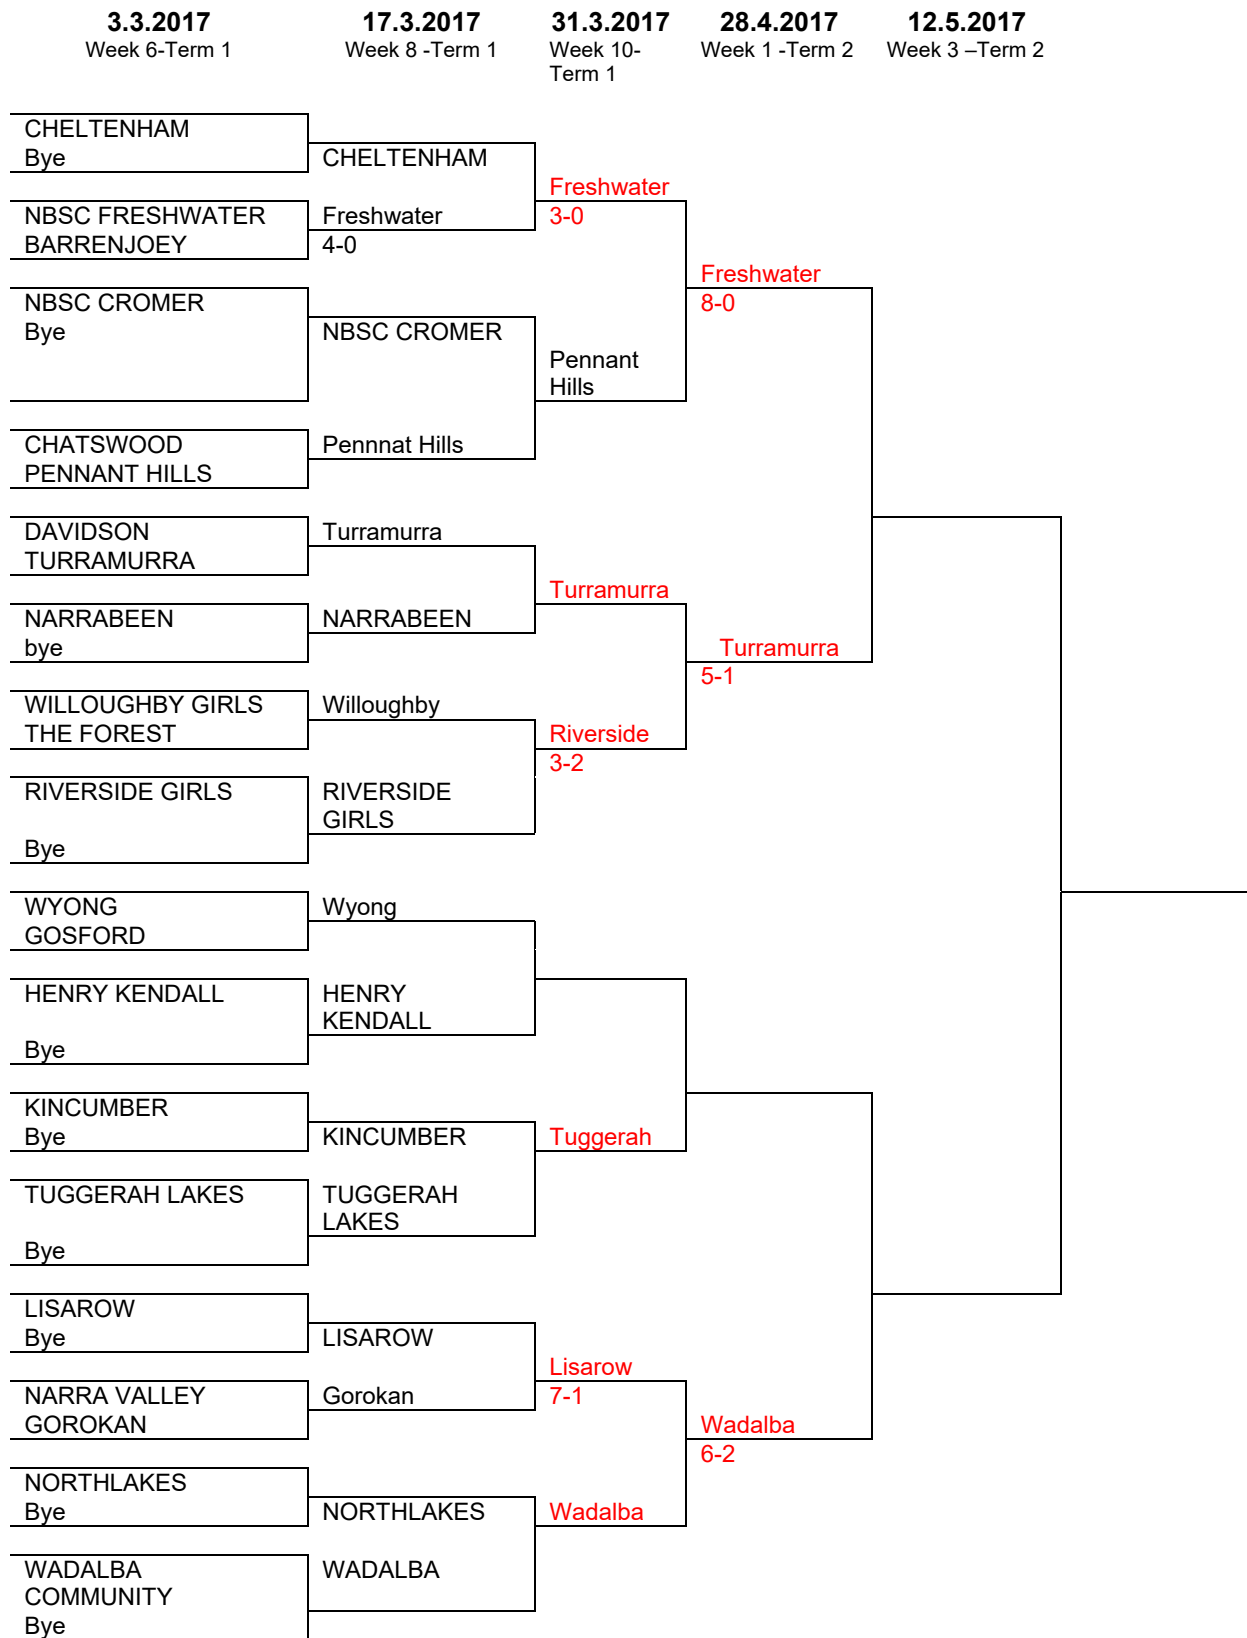 3.3.2017
Week 6-Term 1
17.3.2017
Week 8 -Term 1
31.3.2017
Week 10-
Term 1
28.4.2017
Week 1 -Term 2
12.5.2017
Week 3 –Term 2
CHELTENHAM
Bye
NBSC FRESHWATER
BARRENJOEY
NBSC CROMER
Bye
CHATSWOOD
PENNANT HILLS
DAVIDSON
TURRAMURRA
NARRABEEN
bye
WILLOUGHBY GIRLS
THE FOREST
RIVERSIDE GIRLS
Bye
WYONG
GOSFORD
HENRY KENDALL
Bye
KINCUMBER
Bye
TUGGERAH LAKES
Bye
LISAROW
Bye
NARRA VALLEY
GOROKAN
NORTHLAKES
Bye
WADALBA
COMMUNITY
Bye
CHELTENHAM
Freshwater
4-0
NBSC CROMER
Pennnat Hills
Turramurra
NARRABEEN
Willoughby
RIVERSIDE
GIRLS
Wyong
HENRY
KENDALL
KINCUMBER
TUGGERAH
LAKES
LISAROW
Gorokan
NORTHLAKES
WADALBA
Freshwater
3-0
Pennant
Hills
Turramurra
Riverside
3-2
Tuggerah
Lisarow
7-1
Wadalba
Freshwater
8-0
Turramurra
5-1
Wadalba
6-2